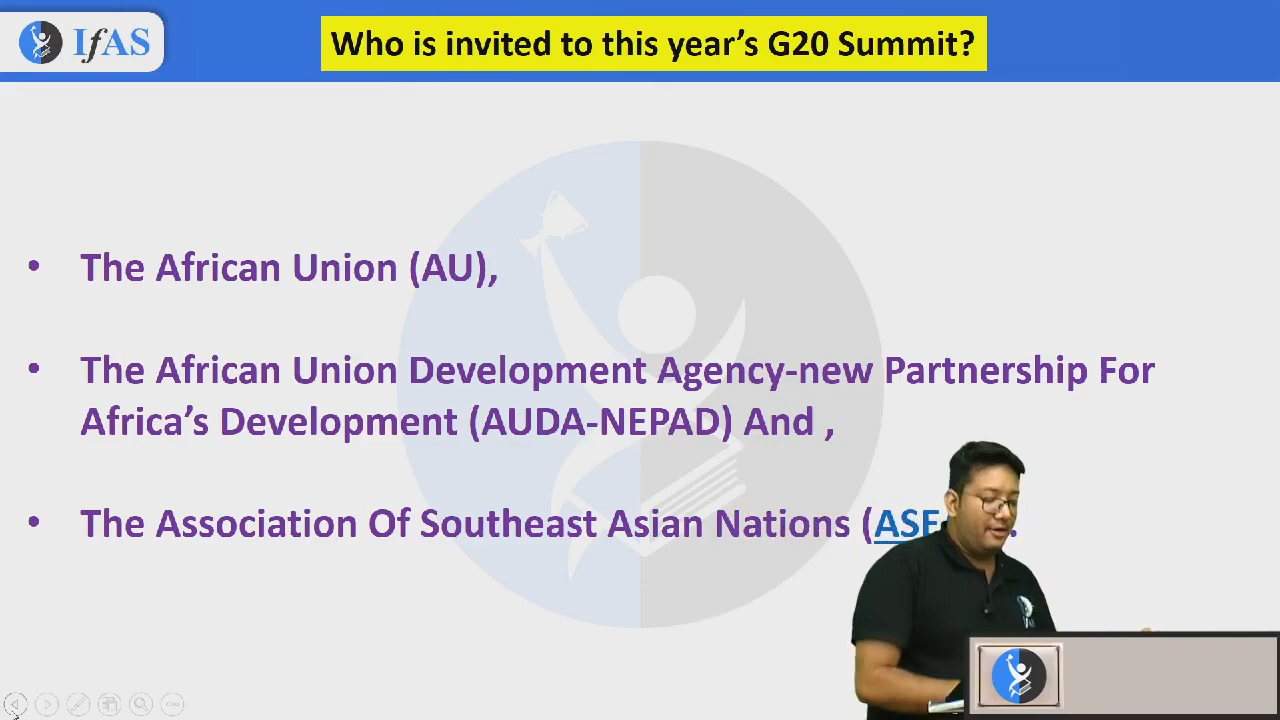 IfAS
Who is invited to this year’s G20 Summit?
• The African Union (AU),
• The African Union Development Agency-new Partnership For
Africa’s Development (AUDA-NEPAD) And ,
• The Association Of Southeast Asian Nations (